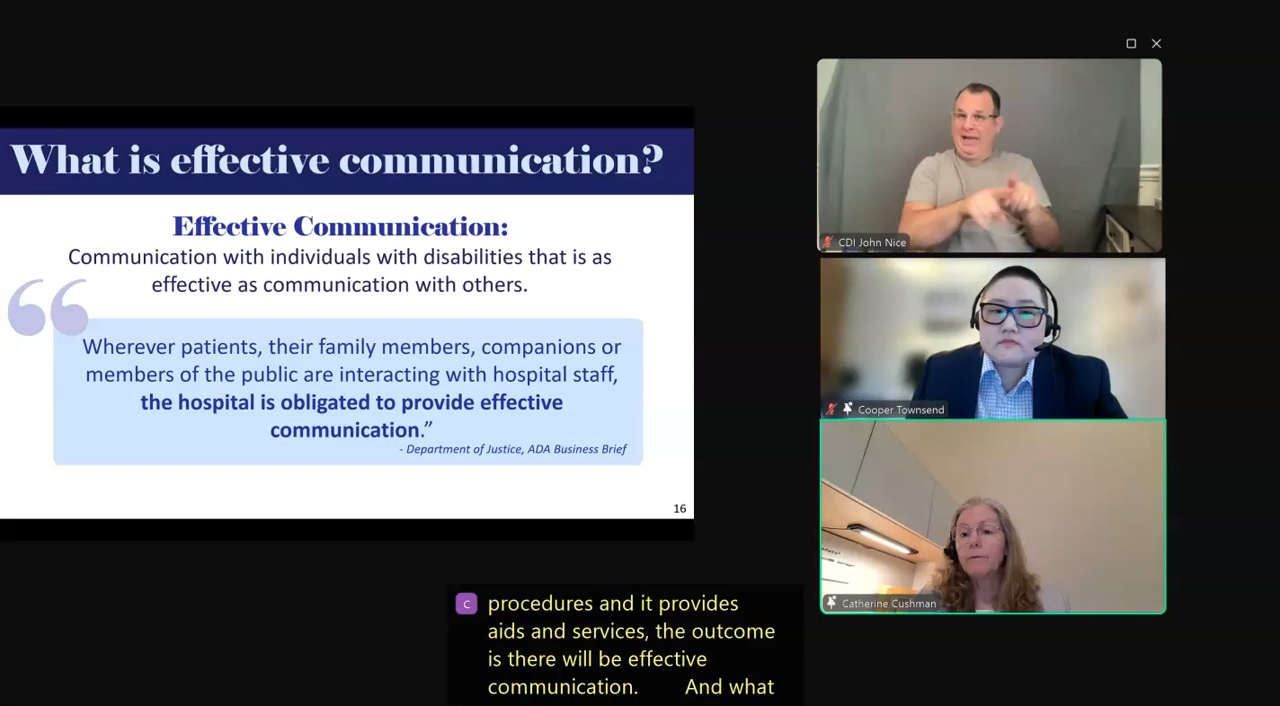 What is effective communication?
Effective Communication:
Communication with individuals with disabilities that is as
effective as communication with others.
“
Wherever patients, their family members, companions or
members of the public are interacting with hospital staff,
the hospital is obligated to provide effective
communication.”
- Department of Justice, ADA Business Brief
16
CDI John Nice
Cooper Townsend
Catherine Cushman
C
procedures and it provides
aids and services, the outcome
is there will be effective
communication. And what